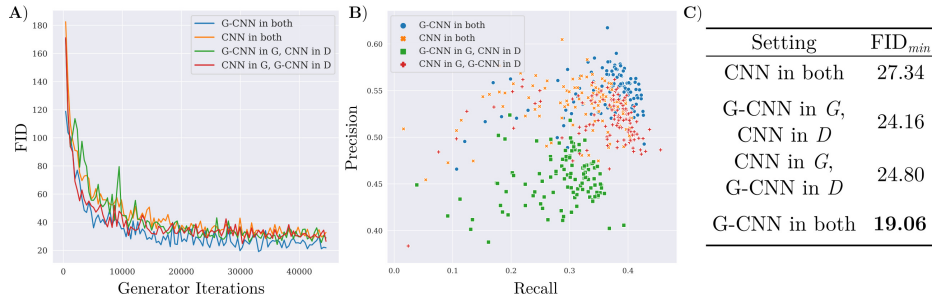 A)
FID
180
160
140
120
100
80
60
40
20
0
10000
20000
30000
40000
Generator Iterations
G-CNN in both
CNN in both
G-CNN in G, CNN in D
CNN in G, G-CNN in D
B)
Precision
0.60
0.55
0.50
0.45
0.40
0.0
0.1
0.2
0.3
0.4
Recall
G-CNN in both
CNN in both
G-CNN in G, CNN in D
CNN in G, G-CNN in D
C)
Setting FIDmin
CNN in both 27.34
G-CNN in G,
CNN in D 24.16
CNN in G,
G-CNN in D 24.80
G-CNN in both 19.06